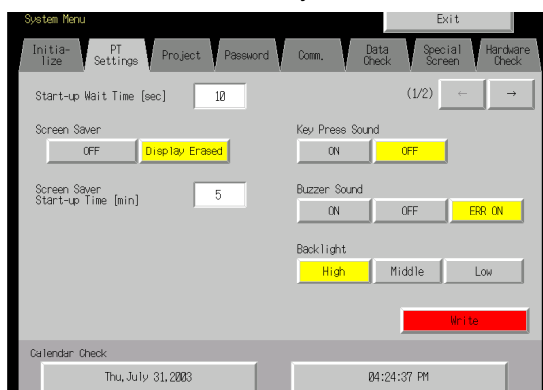 System Menu
Exit
Initia-
lize
PT
Settings
Project
Password
Comm.
Data
Check
Special
Screen
Hardware
Check
Start-up Wait Time [sec]
10
(1/2)
←
→
Screen Saver
OFF
Display Erased
Key Press Sound
ON
OFF
Screen Saver
Start-up Time [min]
5
Buzzer Sound
ON
OFF
ERR ON
Backlight
High
Middle
Low
Write
Calendar Check
Thu,July 31,2003
04:24:37 PM